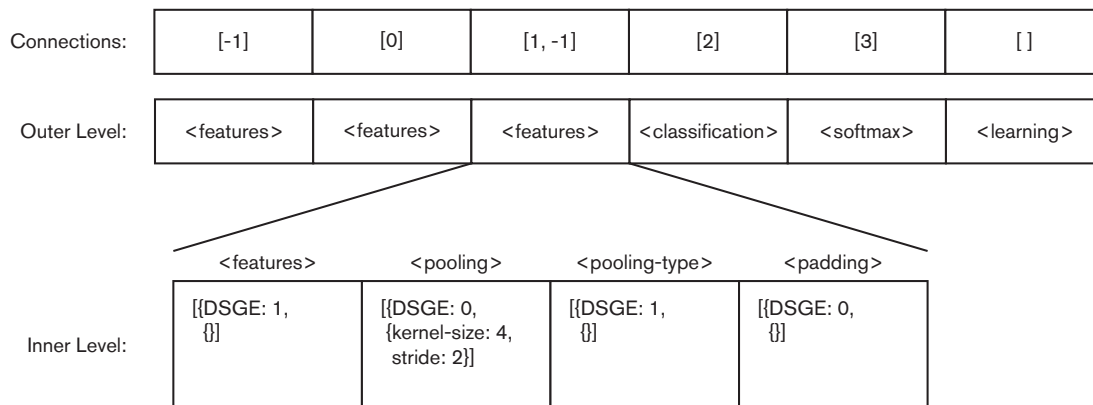 Connections: [-1] [0] [1, -1] [2] [3] [ ]
Outer Level: <features> <features> <features> <classification> <softmax> <learning>
<features> <pooling> <pooling-type> <padding>
[{DSGE: 1, [{DSGE: 0, [{DSGE: 1, [{DSGE: 0,
{}] {kernel-size: 4, {}] {}]
Inner Level: stride: 2}]